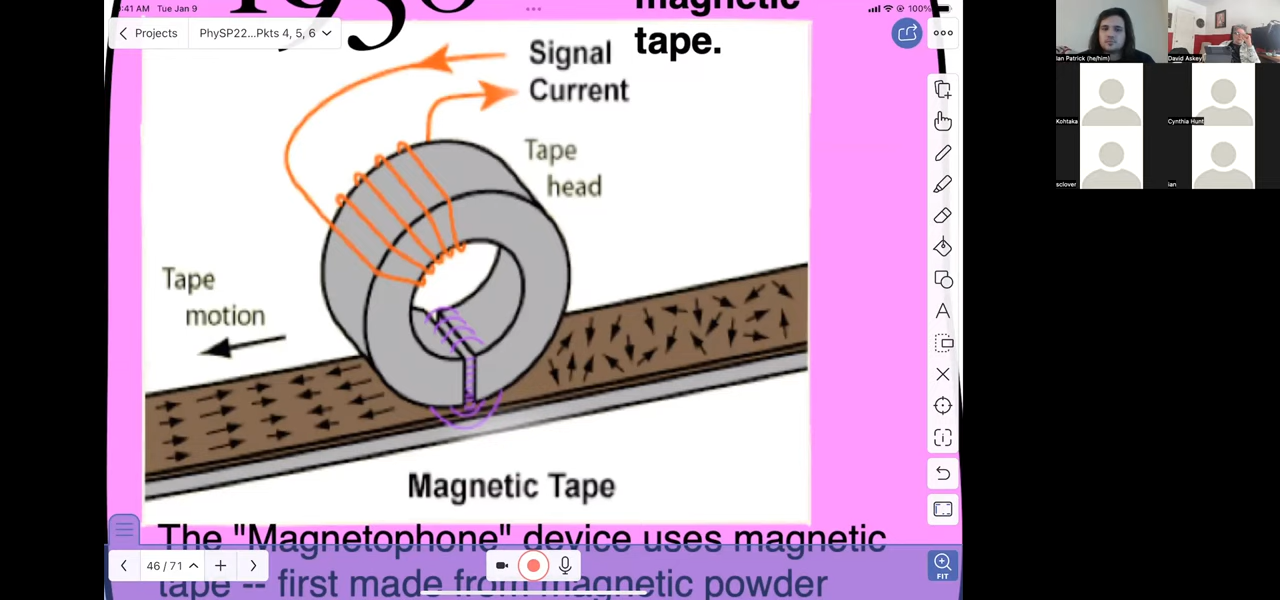 :41 AM Tue Jan 9
100%
magnetic
tape.
Projects
PhySP22...Pkts 4, 5, 6
Signal
Current
Tape
head
Tape
motion
Magnetic Tape
The "Magnetophone" device uses magnetic
tape -- first made from magnetic powder
46 / 71
FIT
A
Ian Patrick (he/him)
David Askey
Kohtaka
Cynthia Hunt
sclover
Ian